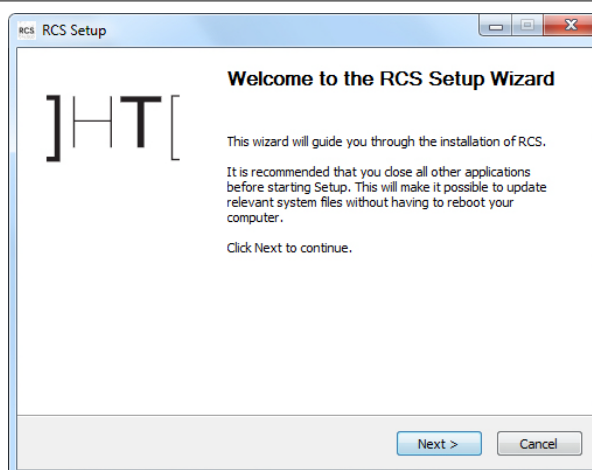 RCS RCS Setup
]HT[
Welcome to the RCS Setup Wizard
This wizard will guide you through the installation of RCS.
It is recommended that you close all other applications
before starting Setup. This will make it possible to update
relevant system files without having to reboot your
computer.
Click Next to continue.
Next >
Cancel